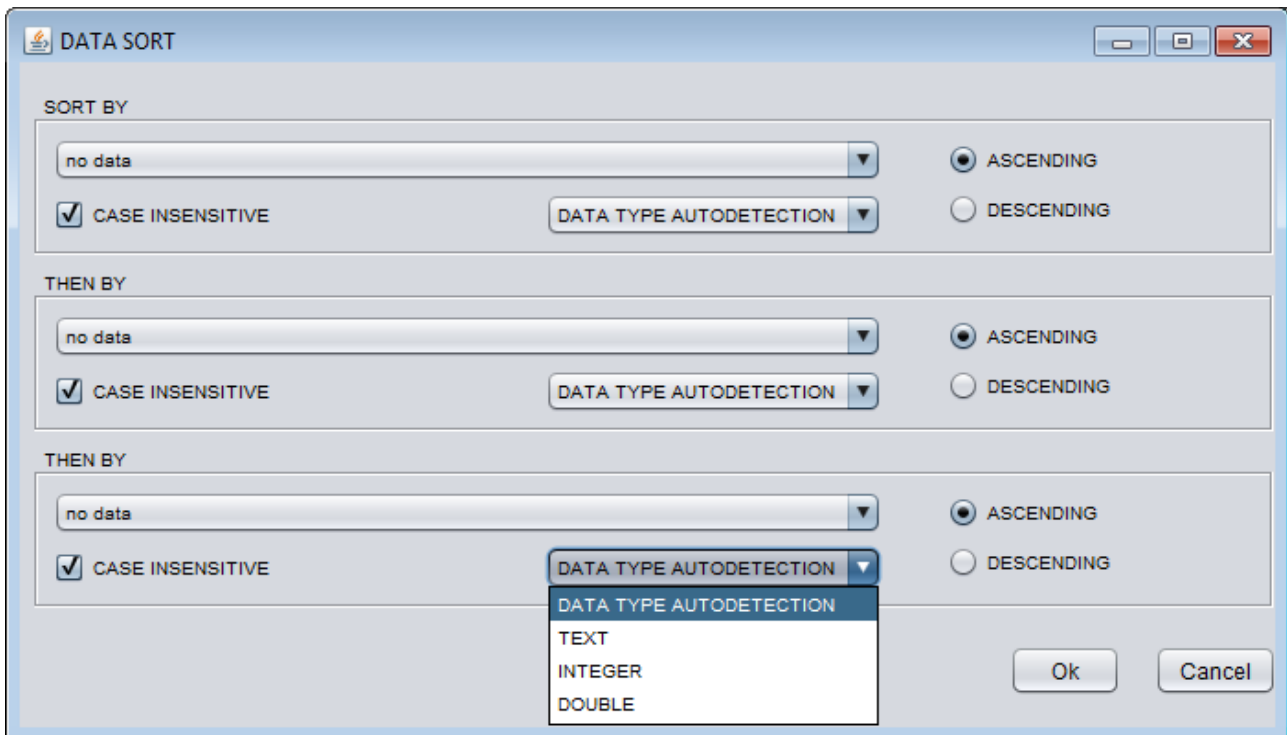 DATA SORT
SORT BY
no data
ASCENDING
CASE INSENSITIVE
DATA TYPE AUTODETECTION
DESCENDING
THEN BY
no data
ASCENDING
CASE INSENSITIVE
DATA TYPE AUTODETECTION
DESCENDING
THEN BY
no data
ASCENDING
CASE INSENSITIVE
DATA TYPE AUTODETECTION
DESCENDING
DATA TYPE AUTODETECTION
TEXT
INTEGER
DOUBLE
Ok
Cancel